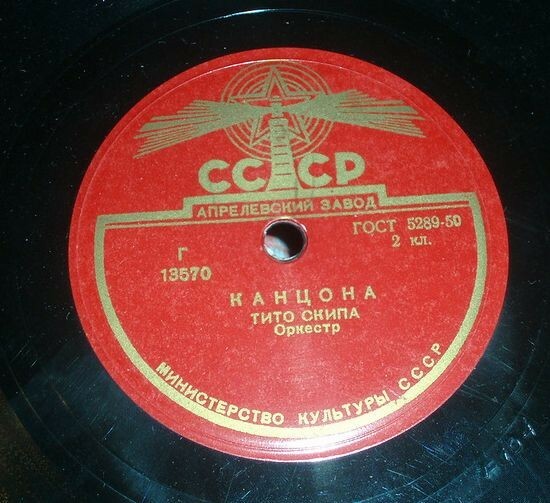 СССР
АПРЕЛЕВСКИЙ ЗАВОД
ГОСТ 5289-50
2 кл.
Г
13570
КАНЦОНА
ТИТО СКИПА
Оркестр
МИНИСТЕРСТВО КУЛЬТУРЫ СССР